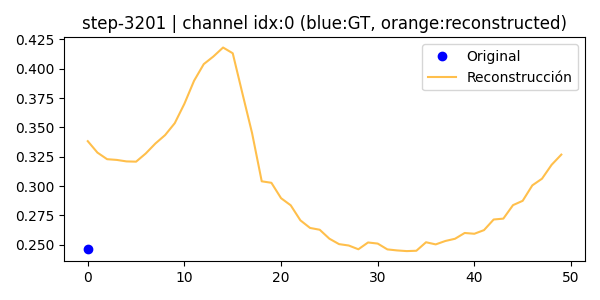 step-3201 | channel idx:0 (blue:GT, orange:reconstructed)
0.425
0.400
0.375
0.350
0.325
0.300
0.275
0.250
Original
Reconstrucción
0 10 20 30 40 50